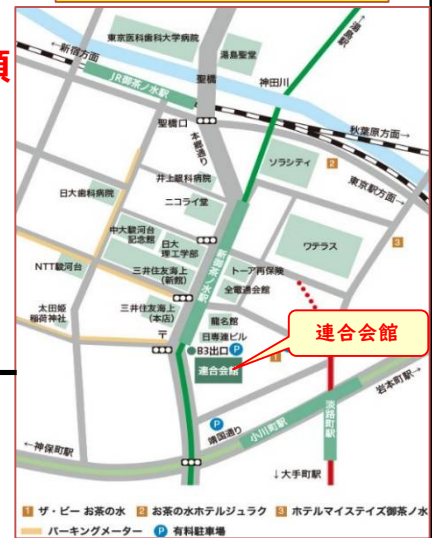 頭
東京医科歯科大学病院
湯島聖堂
→湯島駅
←新宿方面
JR御茶ノ水駅
聖橋
神田川
聖橋口
本郷通り
秋葉原方面→
ソラシティ
2
東京駅方面→
井上眼科病院
日大歯科病院
ニコライ堂
中大駿河台
記念館
日大
理工学部
ワテラス
3
NTT駿河台
三井住友海上
(新館)
トーア再保険
全電通会館
太田姫
稲荷神社
三井住友海上
(本店)
龍名館
日専連ビル
〒
B3出口
P
連合会館
1
連合会館
岩本町駅→
淡路町駅
P
靖国通り
小川町駅
←神保町駅
↓大手町駅
1 ザ・ビー お茶の水 2 お茶の水ホテルジュラク 3 ホテルマイステイズ御茶ノ水
パーキングメーター P 有料駐車場